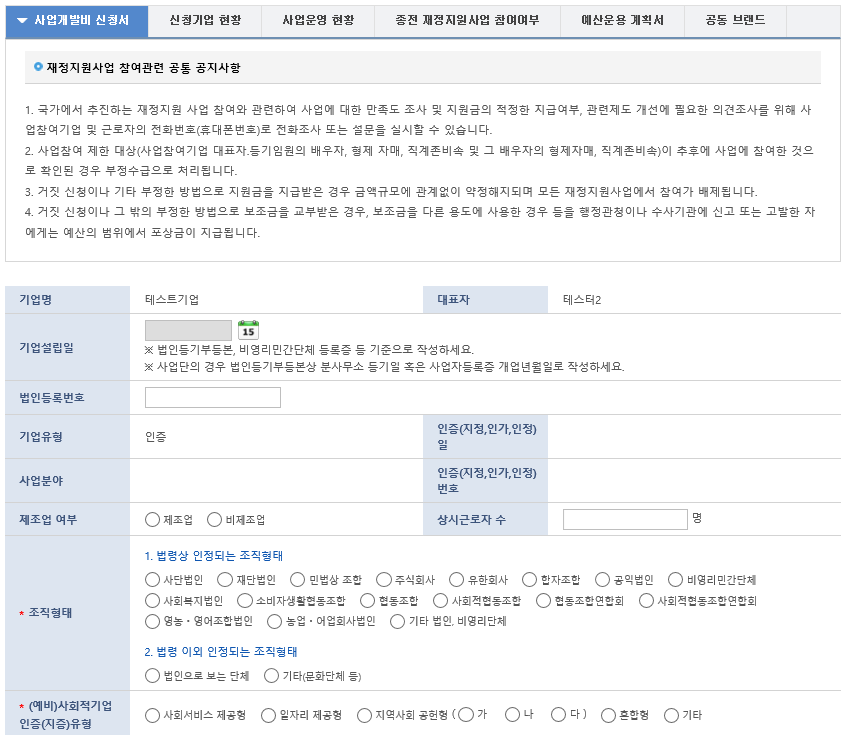 사업개발비 신청서 신청기업 현황 사업운영 현황 종전 재정지원사업 참여여부 예산운용 계획서 공동 브랜드
재정지원사업 참여관련 공통 공지사항
1. 국가에서 추진하는 재정지원 사업 참여와 관련하여 사업에 대한 만족도 조사 및 지원금의 적정한 지급여부, 관련제도 개선에 필요한 의견조사를 위해 사
업참여기업 및 근로자의 전화번호(휴대폰번호)로 전화조사 또는 설문을 실시할 수 있습니다.
2. 사업참여 제한 대상(사업참여기업 대표자.등기임원의 배우자, 형제 자매, 직계존비속 및 그 배우자의 형제자매, 직계존비속)이 추후에 사업에 참여한 것으
로 확인된 경우 부정수급으로 처리됩니다.
3. 거짓 신청이나 기타 부정한 방법으로 지원금을 지급받은 경우 금액규모에 관계없이 약정해지되며 모든 재정지원사업에서 참여가 배제됩니다.
4. 거짓 신청이나 그 밖의 부정한 방법으로 보조금을 교부받은 경우, 보조금을 다른 용도에 사용한 경우 등을 행정관청이나 수사기관에 신고 또는 고발한 자
에게는 예산의 범위에서 포상금이 지급됩니다.
기업명 테스트기업 대표자 테스터2
기업설립일 15
※ 법인등기부등본, 비영리민간단체 등록증 등 기준으로 작성하세요.
※ 사업단의 경우 법인등기부등본상 분사무소 등기일 혹은 사업자등록증 개업년월일로 작성하세요.
법인등록번호
기업유형 인증 인증(지정,인가,인정)
일
사업분야 인증(지정,인가,인정)
번호
제조업 여부 제조업 비제조업 상시근로자 수 명
* 조직형태
1. 법령상 인정되는 조직형태
사단법인 재단법인 민법상 조합 주식회사 유한회사 합자조합 공익법인 비영리민간단체
사회복지법인 소비자생활협동조합 협동조합 사회적협동조합 협동조합연합회 사회적협동조합연합회
영농·영어조합법인 농업·어업회사법인 기타 법인, 비영리단체
2. 법령 이외 인정되는 조직형태
법인으로 보는 단체 기타(문화단체 등)
* (예비)사회적기업
인증(지증)유형
사회서비스 제공형 일자리 제공형 지역사회 공헌형 ( 가 나 다 ) 혼합형 기타